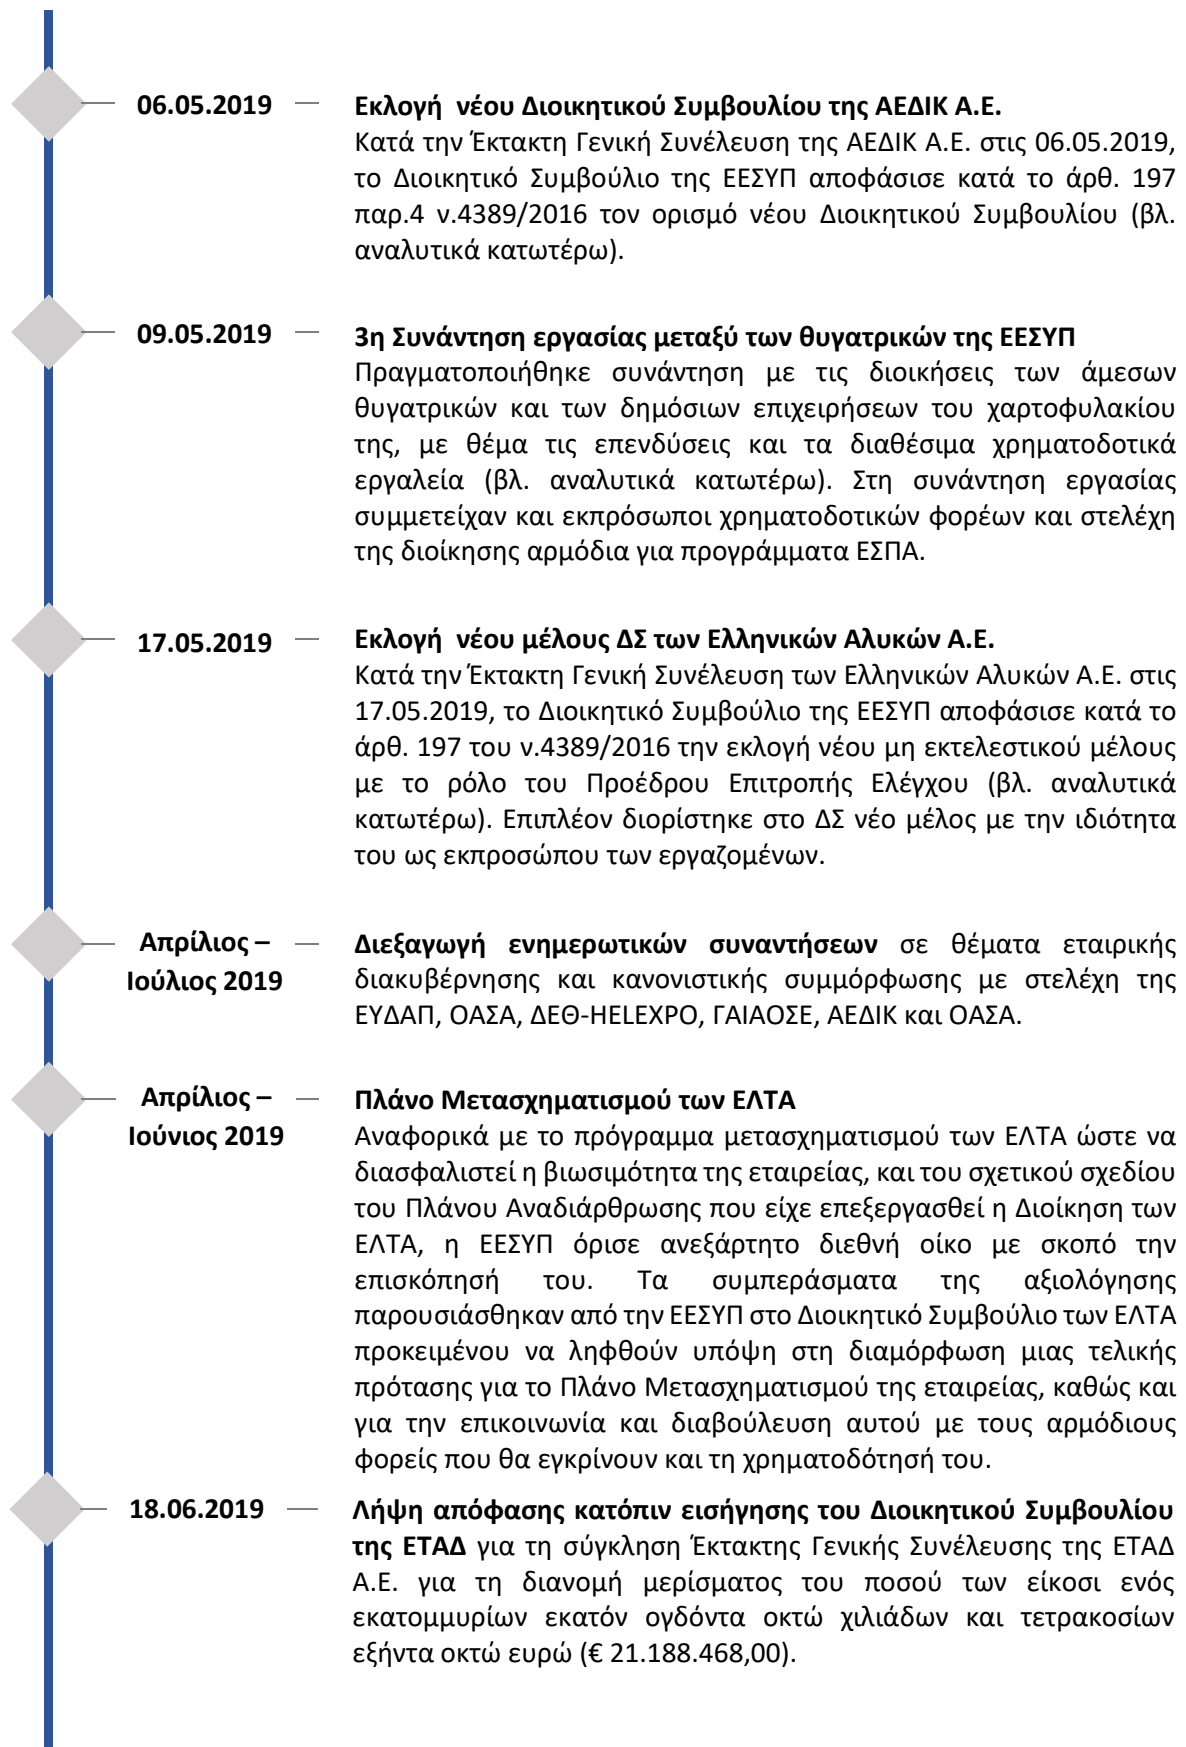 06.05.2019
Εκλογή νέου Διοικητικού Συμβουλίου της ΑΕΔΙΚ Α.Ε.
Κατά την Έκτακτη Γενική Συνέλευση της ΑΕΔΙΚ Α.Ε. στις 06.05.2019,
το Διοικητικό Συμβούλιο της ΕΕΣΥΠ αποφάσισε κατά το άρθ. 197
παρ.4 ν.4389/2016 τον ορισμό νέου Διοικητικού Συμβουλίου (βλ.
αναλυτικά κατωτέρω).
09.05.2019
3η Συνάντηση εργασίας μεταξύ των θυγατρικών της ΕΕΣΥΠ
Πραγματοποιήθηκε συνάντηση με τις διοικήσεις των άμεσων
θυγατρικών και των δημόσιων επιχειρήσεων του χαρτοφυλακίου
της, με θέμα τις επενδύσεις και τα διαθέσιμα χρηματοδοτικά
εργαλεία (βλ. αναλυτικά κατωτέρω). Στη συνάντηση εργασίας
συμμετείχαν και εκπρόσωποι χρηματοδοτικών φορέων και στελέχη
της διοίκησης αρμόδια για προγράμματα ΕΣΠΑ.
17.05.2019
Εκλογή νέου μέλους ΔΣ των Ελληνικών Αλυκών Α.Ε.
Κατά την Έκτακτη Γενική Συνέλευση των Ελληνικών Αλυκών Α.Ε. στις
17.05.2019, το Διοικητικό Συμβούλιο της ΕΕΣΥΠ αποφάσισε κατά το
άρθ. 197 του ν.4389/2016 την εκλογή νέου μη εκτελεστικού μέλους
με το ρόλο του Προέδρου Επιτροπής Ελέγχου (βλ. αναλυτικά
κατωτέρω). Επιπλέον διορίστηκε στο ΔΣ νέο μέλος με την ιδιότητα
του ως εκπροσώπου των εργαζομένων.
Απρίλιος –
Ιούλιος 2019
Διεξαγωγή ενημερωτικών συναντήσεων σε θέματα εταιρικής
διακυβέρνησης και κανονιστικής συμμόρφωσης με στελέχη της
ΕΥΔΑΠ, ΟΑΣΑ, ΔΕΘ-HELEXPO, ΓΑΙΑΟΣΕ, ΑΕΔΙΚ και ΟΑΣΑ.
Απρίλιος –
Ιούνιος 2019
Πλάνο Μετασχηματισμού των ΕΛΤΑ
Αναφορικά με το πρόγραμμα μετασχηματισμού των ΕΛΤΑ ώστε να
διασφαλιστεί η βιωσιμότητα της εταιρείας, και του σχετικού σχεδίου
του Πλάνου Αναδιάρθρωσης που είχε επεξεργασθεί η Διοίκηση των
ΕΛΤΑ, η ΕΕΣΥΠ όρισε ανεξάρτητο διεθνή οίκο με σκοπό την
επισκόπησή του. Τα συμπεράσματα της αξιολόγησης
παρουσιάσθηκαν από την ΕΕΣΥΠ στο Διοικητικό Συμβούλιο των ΕΛΤΑ
προκειμένου να ληφθούν υπόψη στη διαμόρφωση μιας τελικής
πρότασης για το Πλάνο Μετασχηματισμού της εταιρείας, καθώς και
για την επικοινωνία και διαβούλευση αυτού με τους αρμόδιους
φορείς που θα εγκρίνουν και τη χρηματοδότησή του.
18.06.2019
Λήψη απόφασης κατόπιν εισήγησης του Διοικητικού Συμβουλίου
της ΕΤΑΔ για τη σύγκληση Έκτακτης Γενικής Συνέλευσης της ΕΤΑΔ
Α.Ε. για τη διανομή μερίσματος του ποσού των είκοσι ενός
εκατομμυρίων εκατόν ογδόντα οκτώ χιλιάδων και τετρακοσίων
εξήντα οκτώ ευρώ (€ 21.188.468,00).